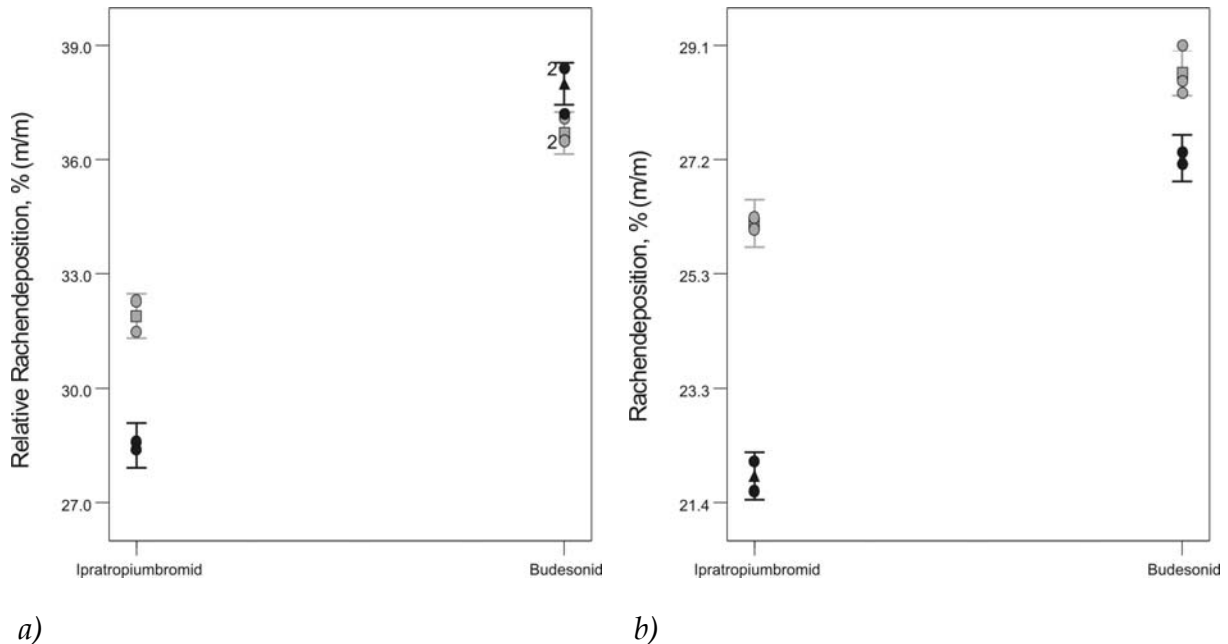 Relative Rachendeposition, % (m/m)
39.0
36.0
33.0
30.0
27.0
2
2
Ipratropiumbromid
Budesonid
a)
Rachendeposition, % (m/m)
29.1
27.2
25.3
23.3
21.4
Ipratropiumbromid
Budesonid
b)